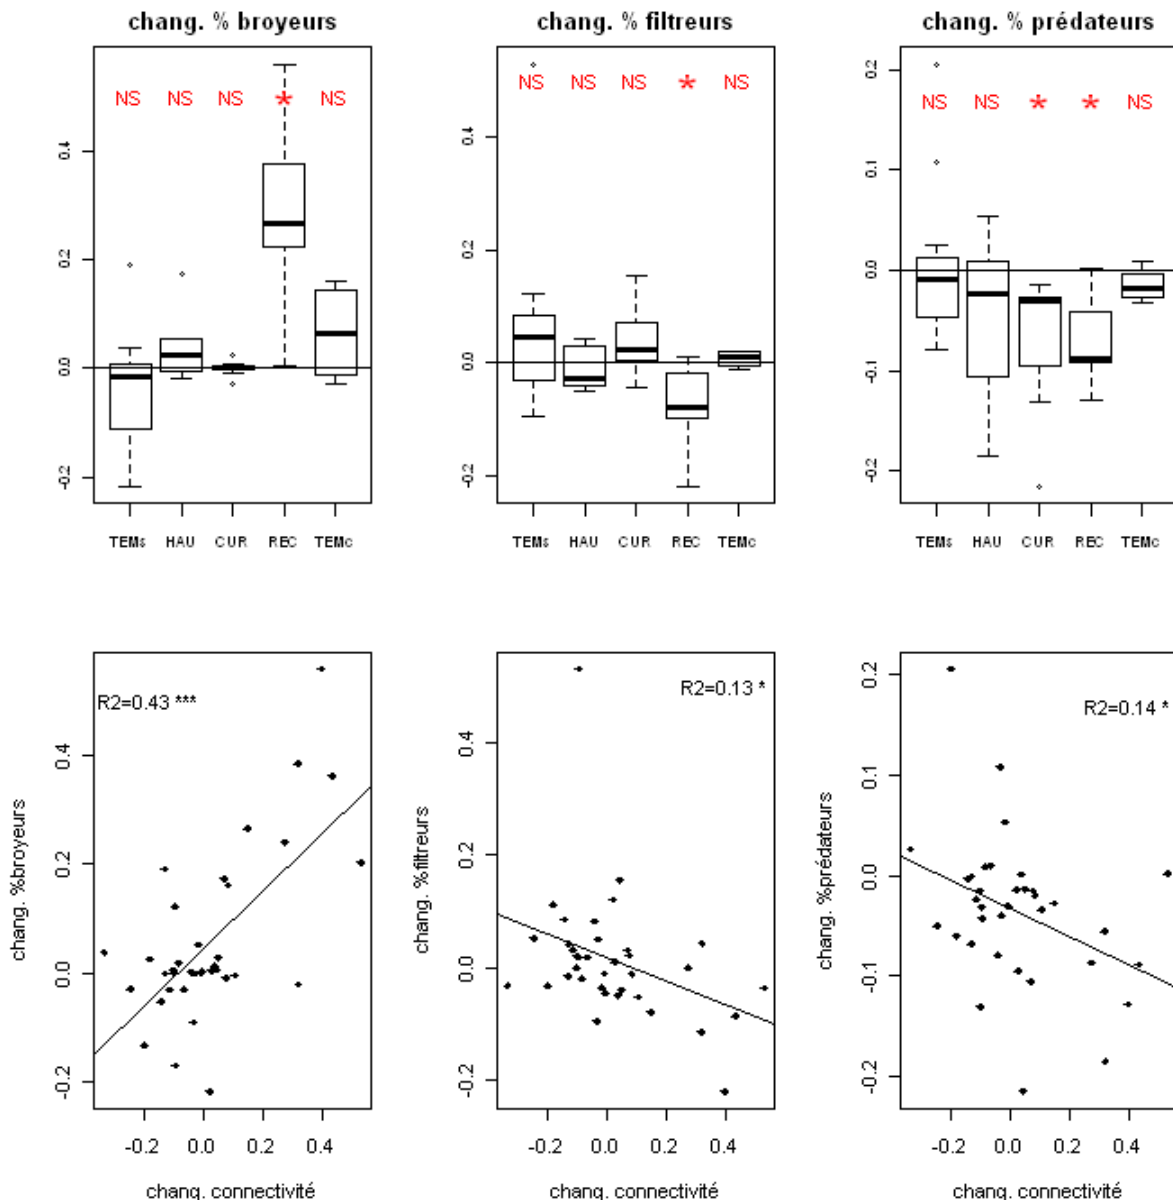 chang. % broyeurs
NS NS NS * NS
0.4
0.2
0.0
-0.2
TEMs HAU CUR REC TEMc
chang. % filtreurs
NS NS NS * NS
0.4
0.2
0.0
-0.2
TEMs HAU CUR REC TEMc
chang. % prédateurs
NS NS * * NS
0.2
0.1
0.0
-0.1
-0.2
TEMs HAU CUR REC TEMc
R2=0.43 ***
chang. %broyeurs
0.4
0.2
0.0
-0.2
-0.2 0.0 0.2 0.4
chang. connectivité
R2=0.13 *
chang. %filtreurs
0.4
0.2
0.0
-0.2
-0.2 0.0 0.2 0.4
chang. connectivité
R2=0.14 *
chang. %prédateurs
0.2
0.1
0.0
-0.1
-0.2
-0.2 0.0 0.2 0.4
chang. connectivité